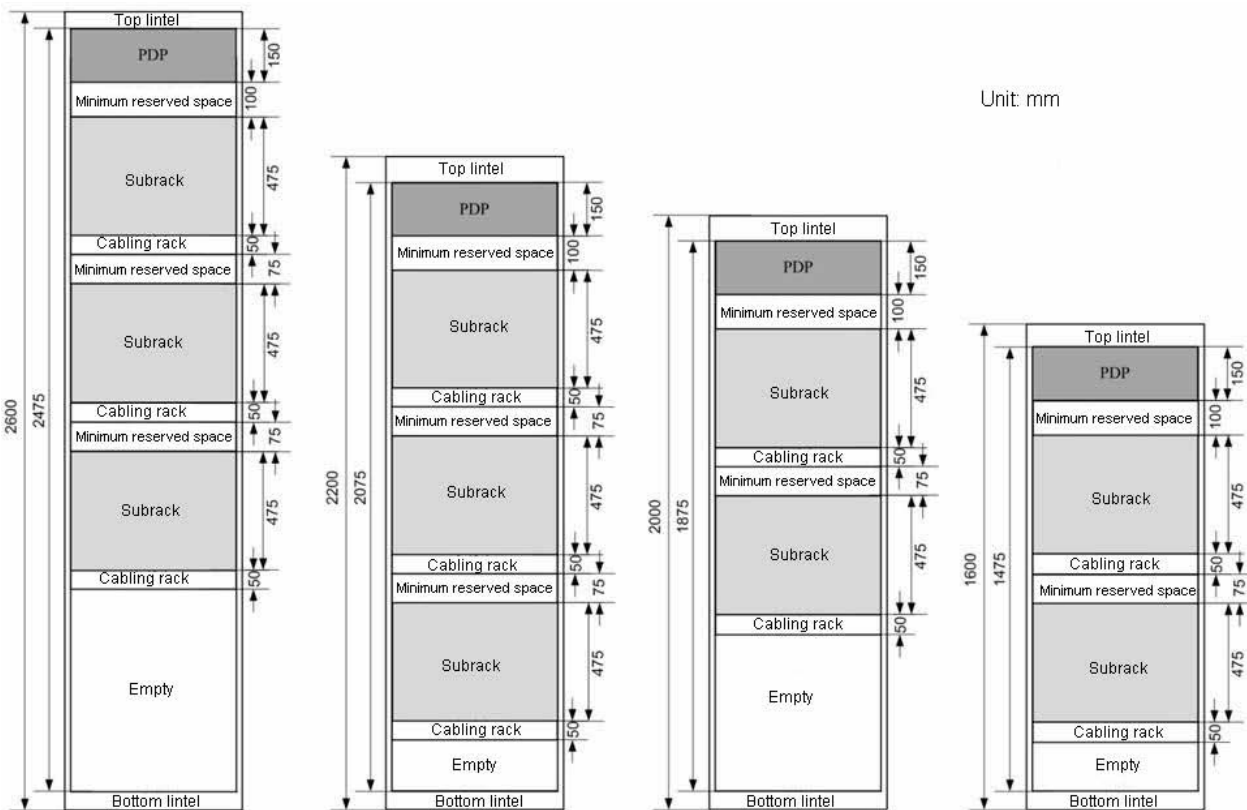 Unit: mm
Top lintel
PDP
Minimum reserved space
Subrack
Cabling rack
Minimum reserved space
Subrack
Cabling rack
Minimum reserved space
Subrack
Cabling rack
Empty
Bottom lintel
2600
2475
150
100
475
50
75
475
50
75
475
50
Top lintel
PDP
Minimum reserved space
Subrack
Cabling rack
Minimum reserved space
Subrack
Cabling rack
Minimum reserved space
Subrack
Cabling rack
Empty
Bottom lintel
2200
2075
150
100
475
50
75
475
50
75
475
50
Top lintel
PDP
Minimum reserved space
Subrack
Cabling rack
Minimum reserved space
Subrack
Cabling rack
Empty
Bottom lintel
2000
1875
150
100
475
50
75
475
50
Top lintel
PDP
Minimum reserved space
Subrack
Cabling rack
Minimum reserved space
Subrack
Cabling rack
Empty
Bottom lintel
1600
1475
150
100
475
50
75
475
50